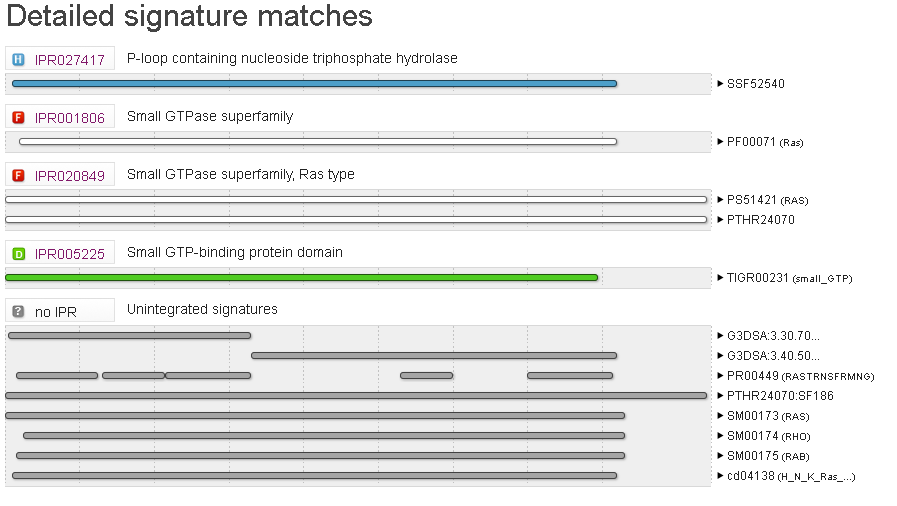 Detailed signature matches
H IPR027417 P-loop containing nucleoside triphosphate hydrolase
SSF52540
F IPR001806 Small GTPase superfamily
PF00071 (Ras)
F IPR020849 Small GTPase superfamily, Ras type
PS51421 (RAS)
PTHR24070
D IPR005225 Small GTP-binding protein domain
TIGR00231 (small_GTP)
? no IPR Unintegrated signatures
G3DSA:3.30.70...
G3DSA:3.40.50...
PR00449 (RASTRNSFRMNG)
PTHR24070:SF186
SM00173 (RAS)
SM00174 (RHO)
SM00175 (RAB)
cd04138 (H_N_K_Ras_...)